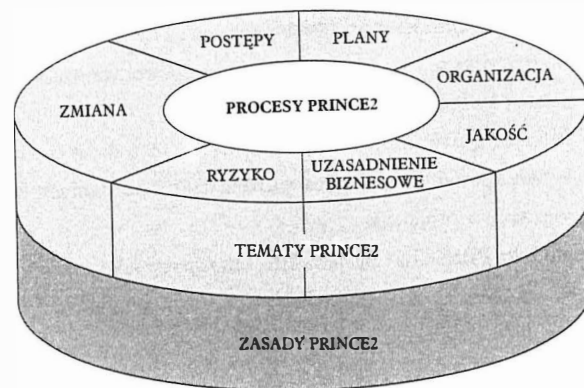 POSTĘPY
PLANY
ZMIANA
PROCESY PRINCE2
ORGANIZACJA
JAKOŚĆ
RYZYKO
UZASADNIENIE
BIZNESOWE
TEMATY PRINCE2
ZASADY PRINCE2